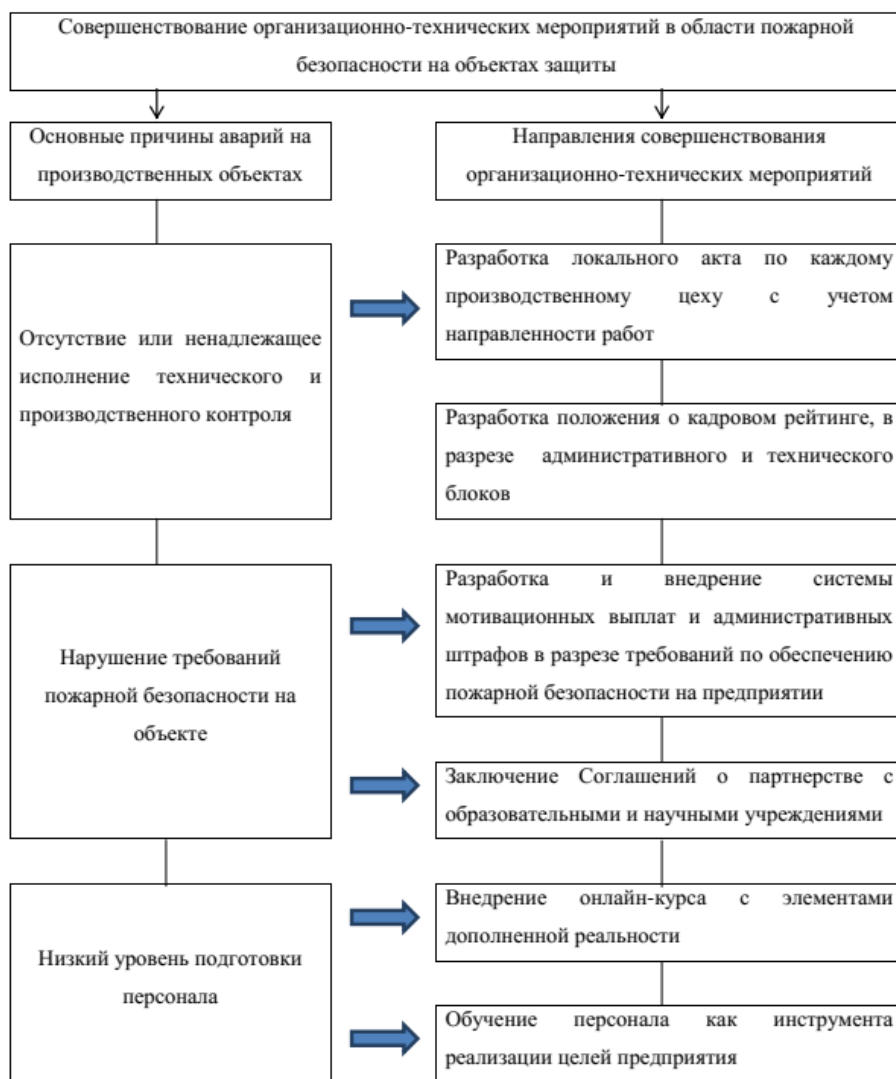 Совершенствование организационно-технических мероприятий в области пожарной
безопасности на объектах защиты
Основные причины аварий на
производственных объектах
Направления совершенствования
организационно-технических мероприятий
Отсутствие или ненадлежащее
исполнение технического и
производственного контроля
Разработка локального акта по каждому
производственному цеху с учетом
направленности работ
Разработка положения о кадровом рейтинге, в
разрезе административного и технического
блоков
Нарушение требований
пожарной безопасности на
объекте
Разработка и внедрение системы
мотивационных выплат и административных
штрафов в разрезе требований по обеспечению
пожарной безопасности на предприятии
Заключение Соглашений о партнерстве с
образовательными и научными учреждениями
Низкий уровень подготовки
персонала
Внедрение онлайн-курса с элементами
дополненной реальности
Обучение персонала как инструмента
реализации целей предприятия